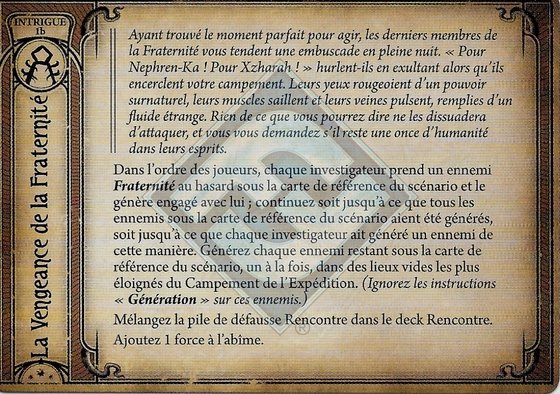 INTRIGUE
1b
La Vengeance de la Fraternité
Ayant trouvé le moment parfait pour agir, les derniers membres de
la Fraternité vous tendent une embuscade en pleine nuit. « Pour
Nephren-Ka ! Pour Xzharah ! » hurlent-ils en exultant alors qu'ils
encerclent votre campement. Leurs yeux rougeoient d'un pouvoir
surnaturel, leurs muscles saillent et leurs veines pulsent, remplies d'un
fluide étrange. Rien de ce que vous pourrez dire ne les dissuadera
d'attaquer, et vous vous demandez s'il reste une once d'humanité
dans leurs esprits.
Dans l'ordre des joueurs, chaque investigateur prend un ennemi
Fraternité au hasard sous la carte de référence du scénario et le
génère engagé avec lui ; continuez soit jusqu'à ce que tous les
ennemis sous la carte de référence du scénario aient été générés,
soit jusqu'à ce que chaque investigateur ait généré un ennemi de
cette manière. Générez chaque ennemi restant sous la carte de
référence du scénario, un à la fois, dans des lieux vides les plus
éloignés du Campement de l'Expédition. (Ignorez les instructions
« Génération » sur ces ennemis.)
Mélangez la pile de défausse Rencontre dans le deck Rencontre.
Ajoutez 1 force à l'abîme.